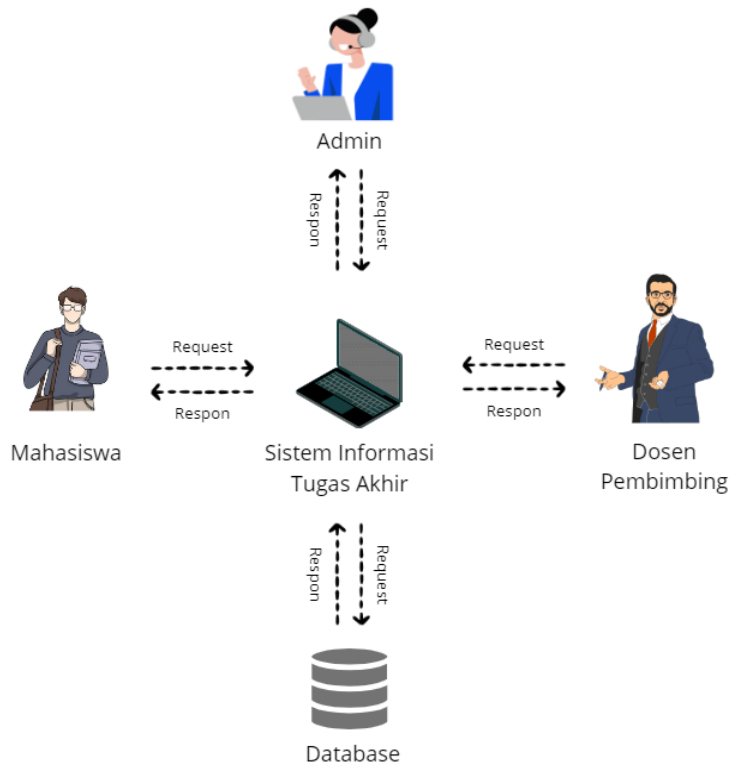 Admin
Respon
Request
Request
Respon
Request
Respon
Mahasiswa
Sistem Informasi
Tugas Akhir
Dosen
Pembimbing
Respon
Request
Database